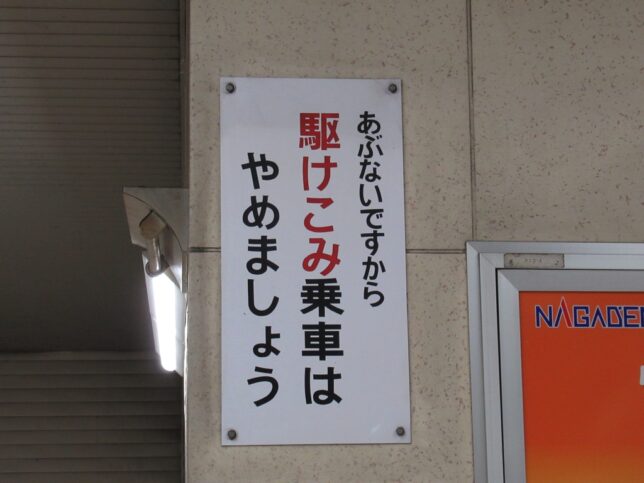 あぶないですから
駆けこみ乗車は
やめましょう